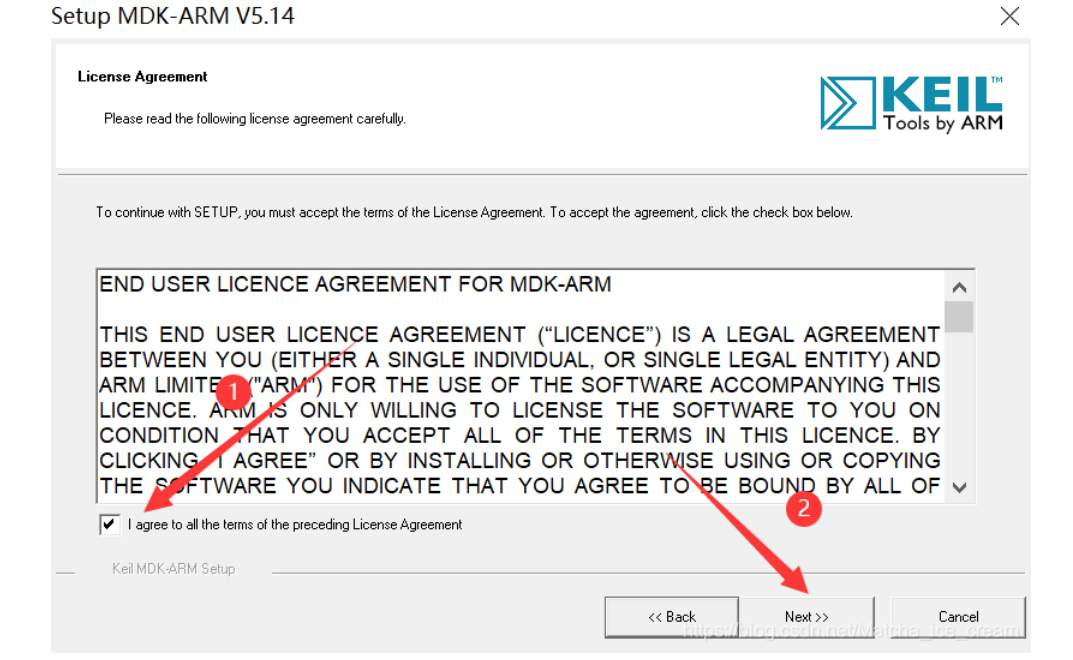 Setup MDK-ARM V5.14
License Agreement
Please read the following license agreement carefully.
KEIL™
Tools by ARM
To continue with SETUP, you must accept the terms of the License Agreement. To accept the agreement, click the check box below.
END USER LICENCE AGREEMENT FOR MDK-ARM
THIS END USER LICENCE AGREEMENT (“LICENCE”) IS A LEGAL AGREEMENT
BETWEEN YOU (EITHER A SINGLE INDIVIDUAL, OR SINGLE LEGAL ENTITY) AND
ARM LIMITED ("ARM") FOR THE USE OF THE SOFTWARE ACCOMPANYING THIS
LICENCE. ARM IS ONLY WILLING TO LICENSE THE SOFTWARE TO YOU ON
CONDITION THAT YOU ACCEPT ALL OF THE TERMS IN THIS LICENCE. BY
CLICKING “I AGREE” OR BY INSTALLING OR OTHERWISE USING OR COPYING
THE SOFTWARE YOU INDICATE THAT YOU AGREE TO BE BOUND BY ALL OF
1
2
I agree to all the terms of the preceding License Agreement
Keil MDK-ARM Setup
<< Back
Next >>
Cancel
https://blog.csdn.net/Matcha_ice_cream